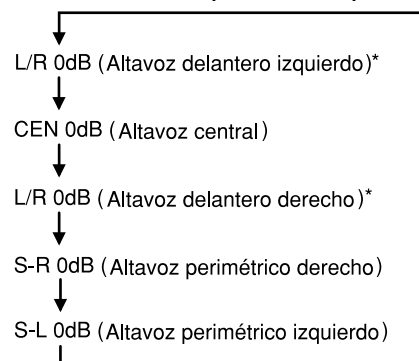 L/R 0dB (Altavoz delantero izquierdo)*
CEN 0dB (Altavoz central)
L/R 0dB (Altavoz delantero derecho)*
S-R 0dB (Altavoz perimétrico derecho)
S-L 0dB (Altavoz perimétrico izquierdo)